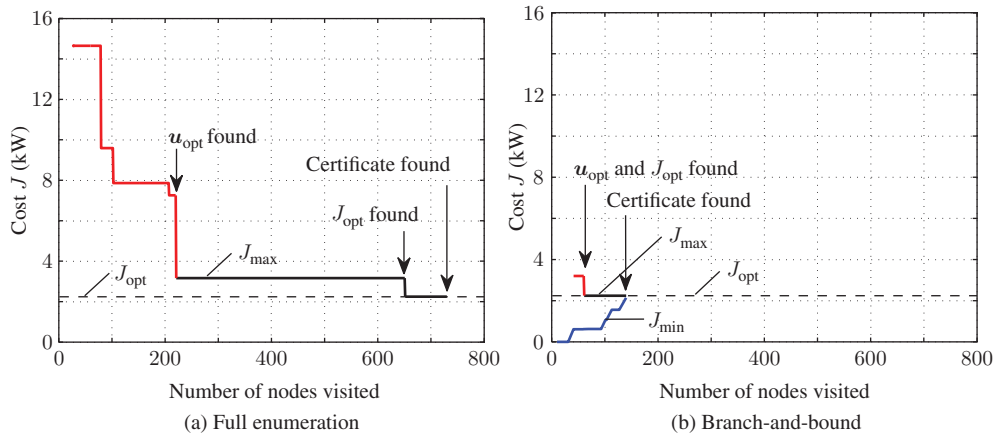 16
12
8
4
0
Cost J (kW)
0 200 400 600 800
Number of nodes visited
u_opt found
Certificate found
J_opt found
J_max
J_opt
(a) Full enumeration
16
12
8
4
0
Cost J (kW)
0 200 400 600 800
Number of nodes visited
u_opt and J_opt found
Certificate found
J_max
J_opt
J_min
(b) Branch-and-bound